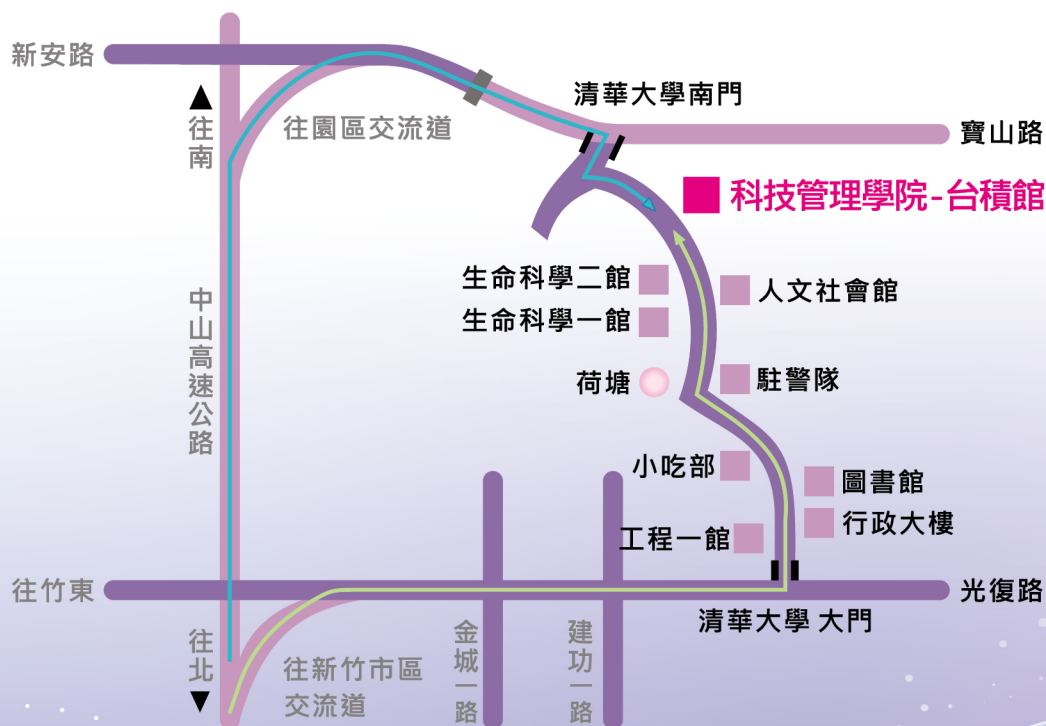 新安路
往南
往園區交流道
清華大學南門
寶山路
科技管理學院-台積館
中山高速公路
生命科學二館
生命科學一館
人文社會館
荷塘
駐警隊
小吃部
圖書館
工程一館
行政大樓
往竹東
光復路
清華大學 大門
往北
往新竹市區
交流道
金城一路
建功一路